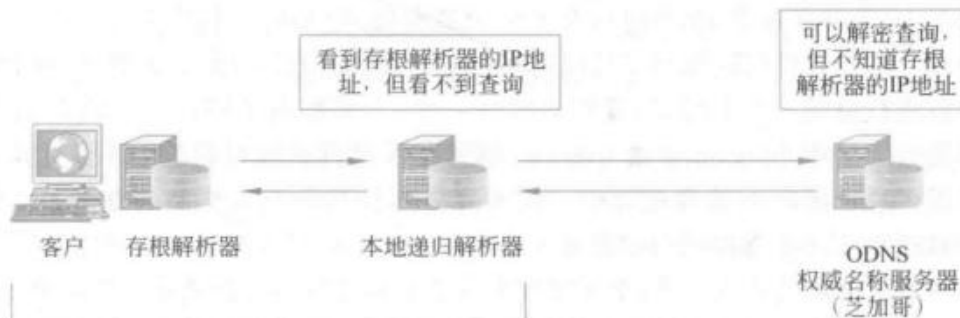 看到存根解析器的IP地
址，但看不到查询
可以解密查询，
但不知道存根
解析器的IP地址
客户
存根解析器
本地递归解析器
ODNS
权威名称服务器
（芝加哥）